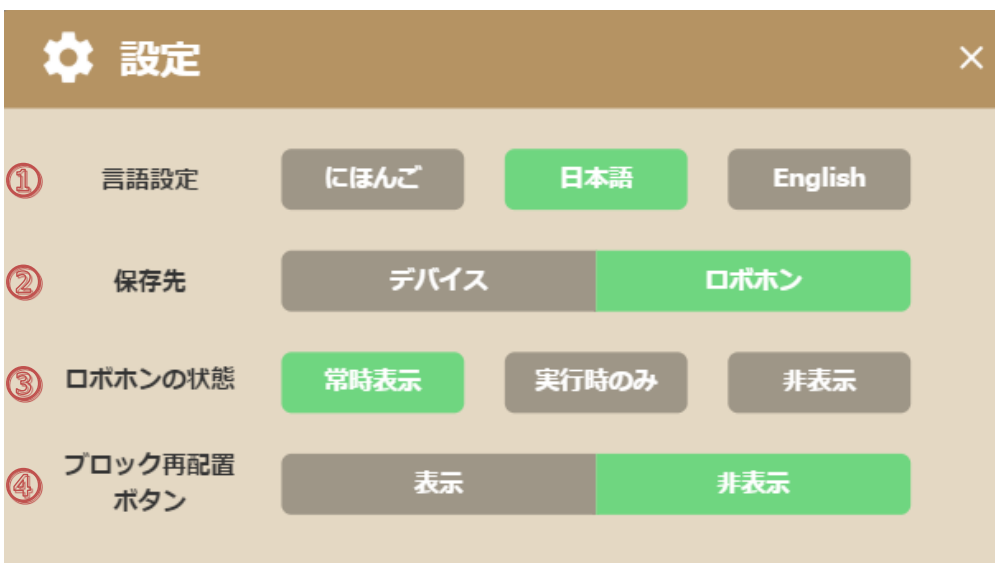 設定
① 言語設定 にほんご 日本語 English
② 保存先 デバイス ロボホン
③ ロボホンの状態 常時表示 実行時のみ 非表示
④ ブロック再配置
ボタン 表示 非表示